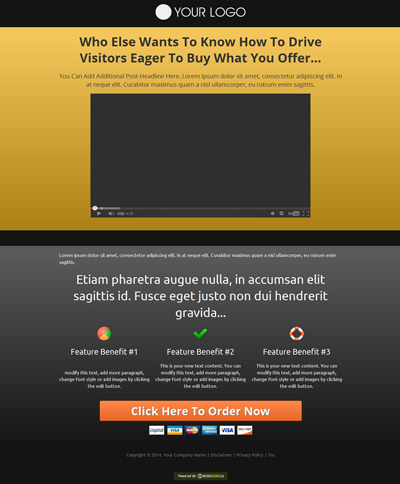 YOUR LOGO
Who Else Wants To Know How To Drive
Visitors Eager To Buy What You Offer...
You Can Add Additional Post-Headline Here. Lorem ipsum dolor sit amet, consectetur adipiscing elit. In
at neque elit. Curabitur maximus quam a nisl ullamcorper, eu rutrum enim sagittis.
Lorem ipsum dolor sit amet, consectetur adipiscing elit. In at neque elit. Curabitur maximus quam a nisl ullamcorper, eu rutrum enim
sagittis.
Etiam pharetra augue nulla, in accumsan elit
sagittis id. Fusce eget justo non dui hendrerit
gravida...
Feature Benefit #1
Feature Benefit #2
Feature Benefit #3
modify this text, add more paragraph,
change font style or add images by clicking
the edit button.
This is your new text content. You can
modify this text, add more paragraph,
change font style or add images by clicking
the edit button.
This is your new text content. You can
modify this text, add more paragraph,
change font style or add images by clicking
the edit button.
Click Here To Order Now
PayPal VISA DISCOVER
Copyright © 2014. Your Company Name | Disclaimer | Privacy Policy | Tos
Powered By